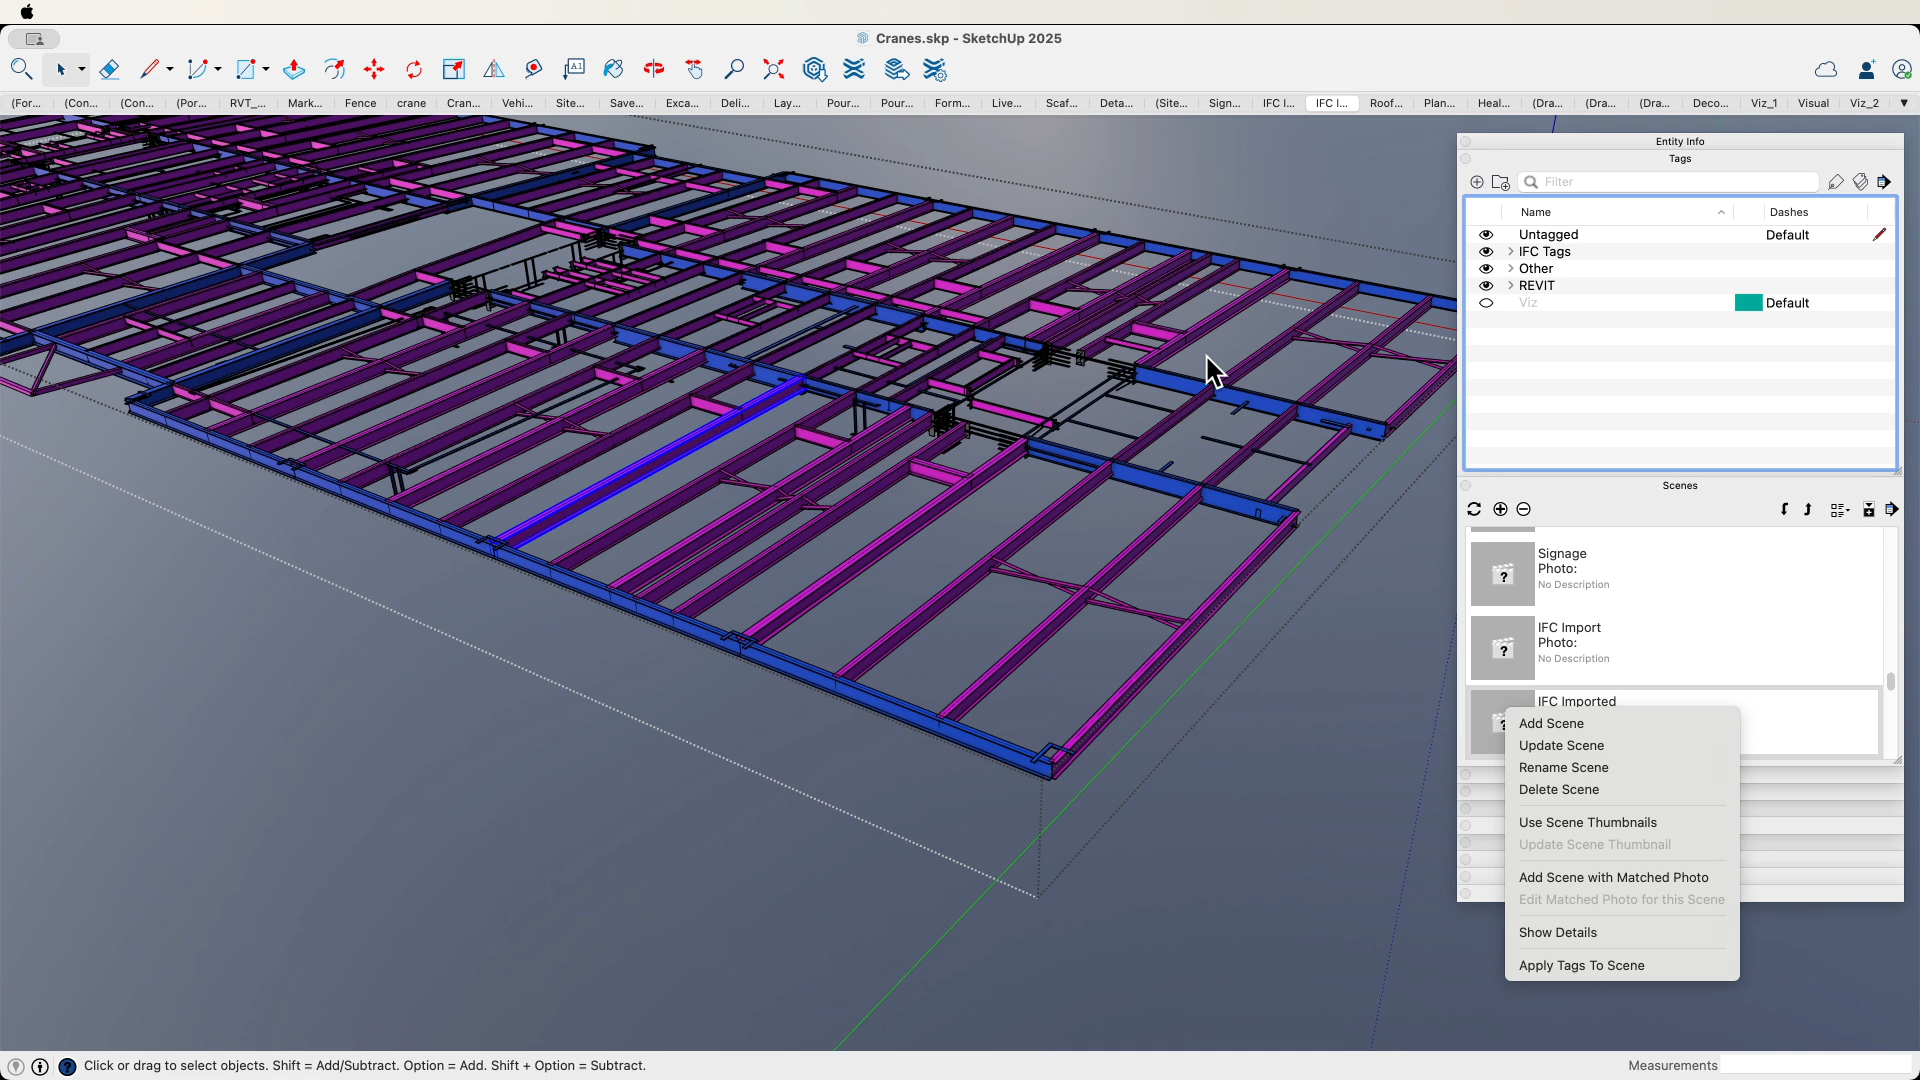 Cranes.skp - SketchUp 2025
A1
(For... (Con... (Con... (Por... RVT_... Mark... Fence crane Cran... Vehi... Site... Save... Exca... Deli... Lay... Pour... Pour... Form... Live... Scaf... Deta... (Site... Sign... IFC I... IFC I... Roof... Plan... Heal... (Dra... (Dra... (Dra... Deco... Viz_1 Visual Viz_2
Entity Info
Tags
Filter
Name Dashes
Untagged Default
IFC Tags
Other
REVIT
Viz Default
Scenes
Signage
Photo:
No Description
IFC Import
Photo:
No Description
IFC Imported
Add Scene
Update Scene
Rename Scene
Delete Scene
Use Scene Thumbnails
Update Scene Thumbnail
Add Scene with Matched Photo
Edit Matched Photo for this Scene
Show Details
Apply Tags To Scene
Click or drag to select objects. Shift = Add/Subtract. Option = Add. Shift + Option = Subtract.
Measurements